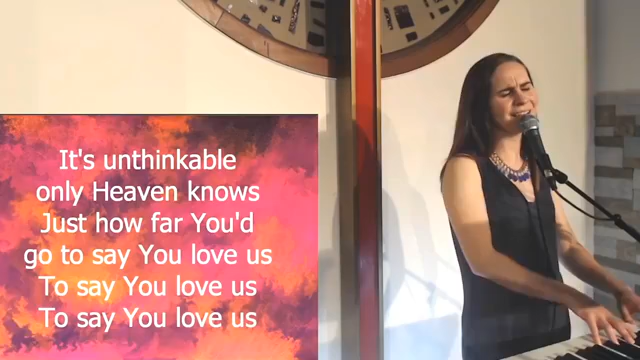 It's unthinkable
only Heaven knows
Just how far You'd
go to say You love us
To say You love us
To say You love us